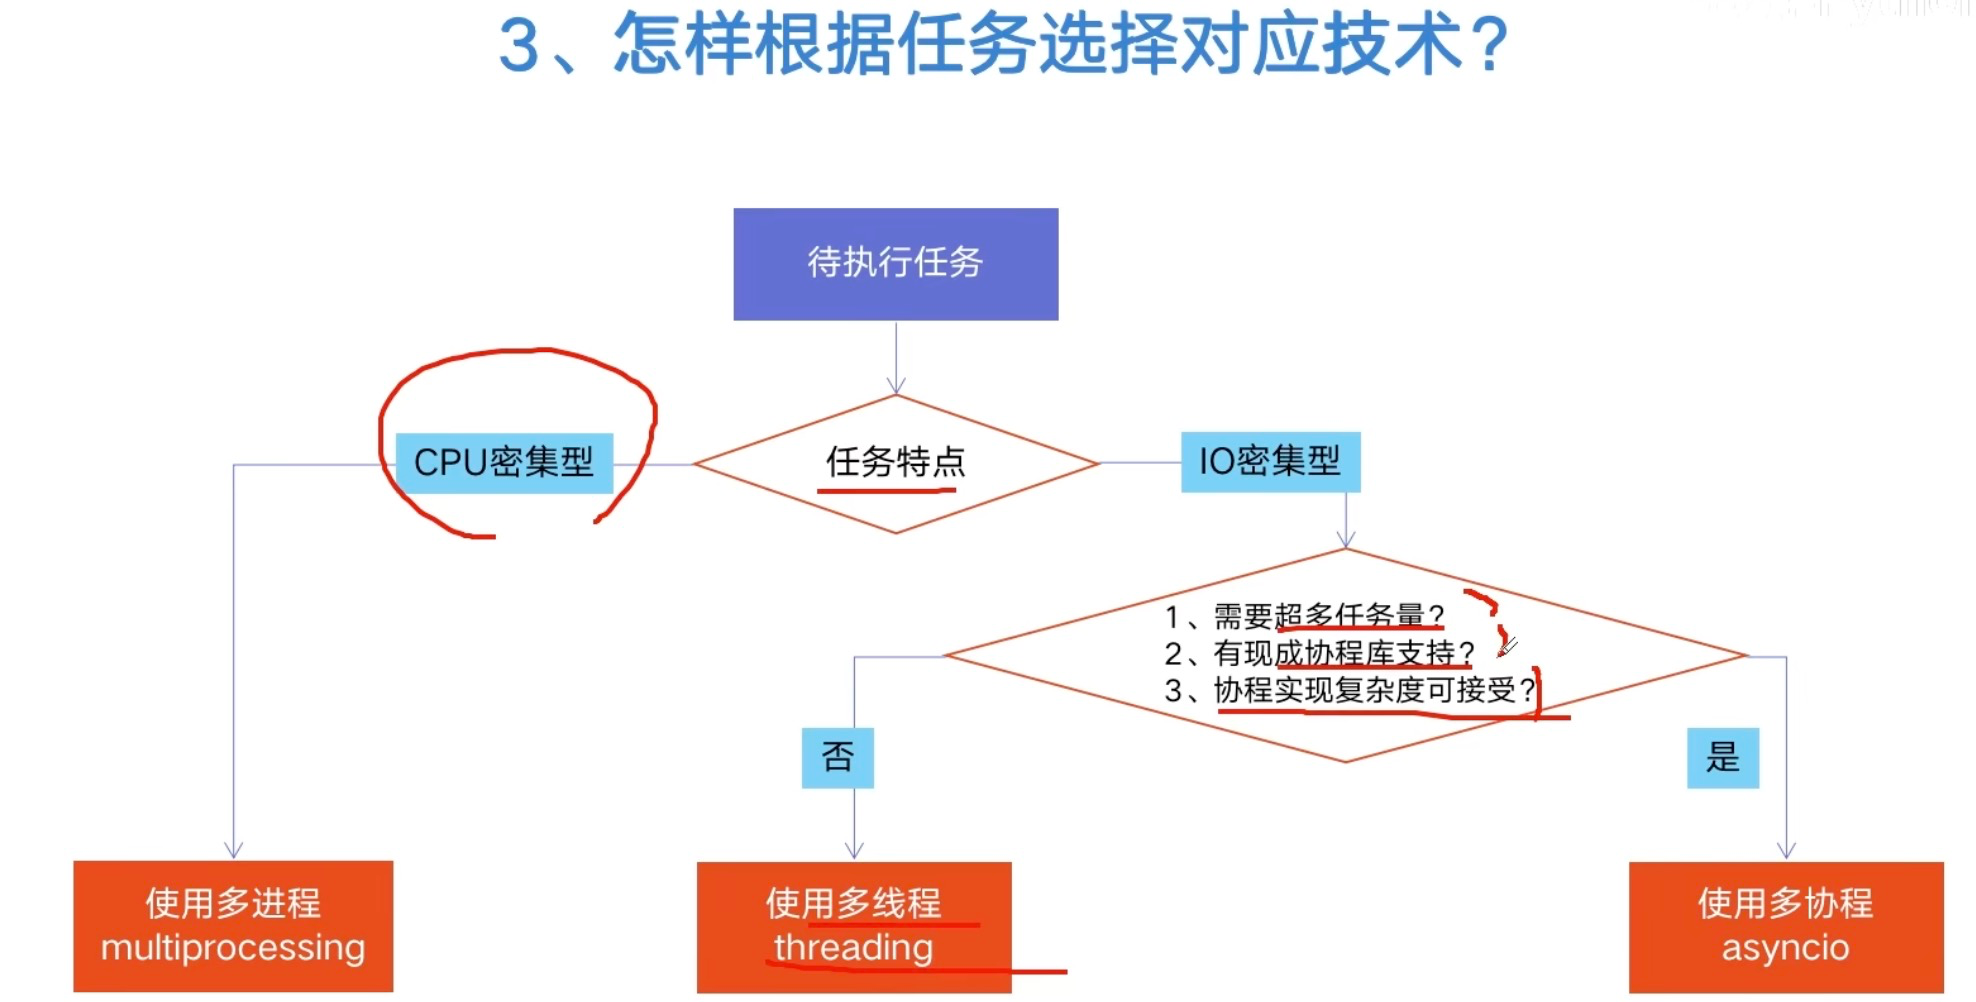 3、怎样根据任务选择对应技术?
待执行任务
CPU密集型
任务特点
IO密集型
1、需要超多任务量?
2、有现成协程库支持?
3、协程实现复杂度可接受?
否
是
使用多进程
multiprocessing
使用多线程
threading
使用多协程
asyncio